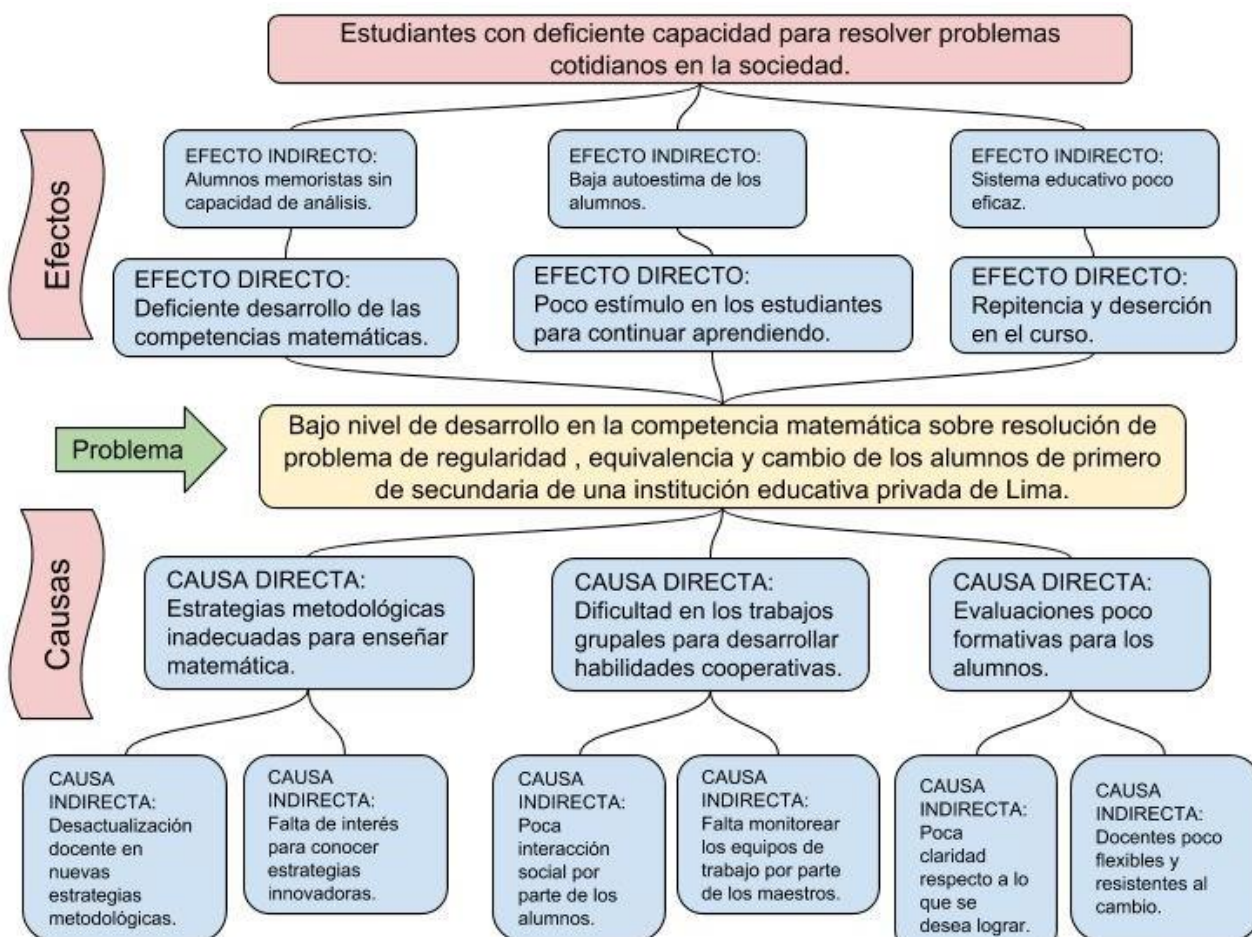 Estudiantes con deficiente capacidad para resolver problemas
cotidianos en la sociedad.
Efectos
EFECTO INDIRECTO:
Alumnos memoristas sin
capacidad de análisis.
EFECTO INDIRECTO:
Baja autoestima de los
alumnos.
EFECTO INDIRECTO:
Sistema educativo poco
eficaz.
EFECTO DIRECTO:
Deficiente desarrollo de las
competencias matemáticas.
EFECTO DIRECTO:
Poco estímulo en los estudiantes
para continuar aprendiendo.
EFECTO DIRECTO:
Repitencia y deserción
en el curso.
Problema
Bajo nivel de desarrollo en la competencia matemática sobre resolución de
problema de regularidad , equivalencia y cambio de los alumnos de primero
de secundaria de una institución educativa privada de Lima.
Causas
CAUSA DIRECTA:
Estrategias metodológicas
inadecuadas para enseñar
matemática.
CAUSA DIRECTA:
Dificultad en los trabajos
grupales para desarrollar
habilidades cooperativas.
CAUSA DIRECTA:
Evaluaciones poco
formativas para los
alumnos.
CAUSA
INDIRECTA:
Desactualización
docente en
nuevas
estrategias
metodológicas.
CAUSA
INDIRECTA:
Falta de interés
para conocer
estrategias
innovadoras.
CAUSA
INDIRECTA:
Poca
interacción
social por
parte de los
alumnos.
CAUSA
INDIRECTA:
Falta monitorear
los equipos de
trabajo por parte
de los maestros.
CAUSA
INDIRECTA:
Poca
claridad
respecto a lo
que se
desea lograr.
CAUSA
INDIRECTA:
Docentes poco
flexibles y
resistentes al
cambio.